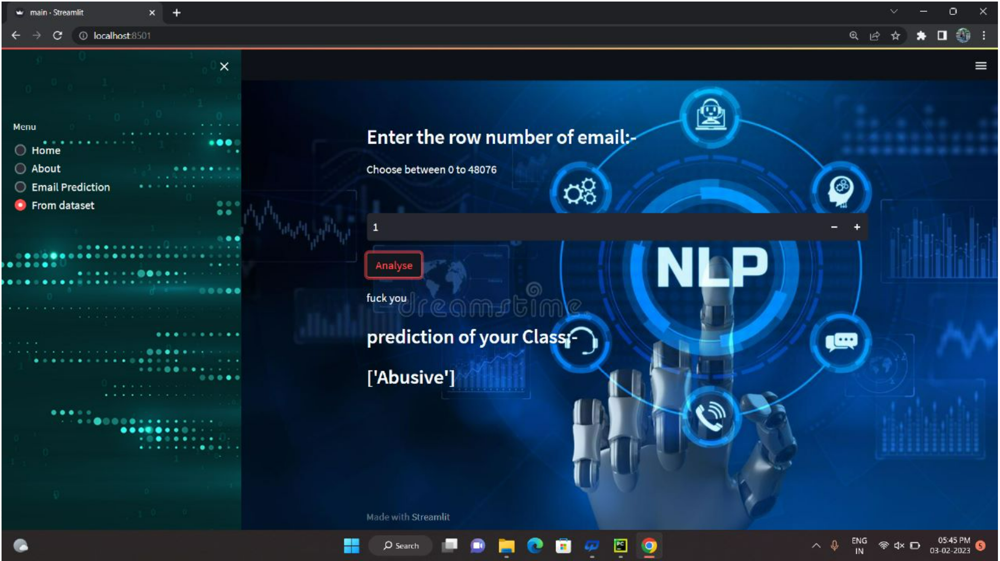 main · Streamlit
localhost:8501
Menu
Home
About
Email Prediction
From dataset
Enter the row number of email:-
Choose between 0 to 48076
1
Analyse
fuck you
dreamstime
prediction of your Class:-
['Abusive']
NLP
Made with Streamlit
Search
PC
ENG
IN
05:45 PM
03-02-2023
5